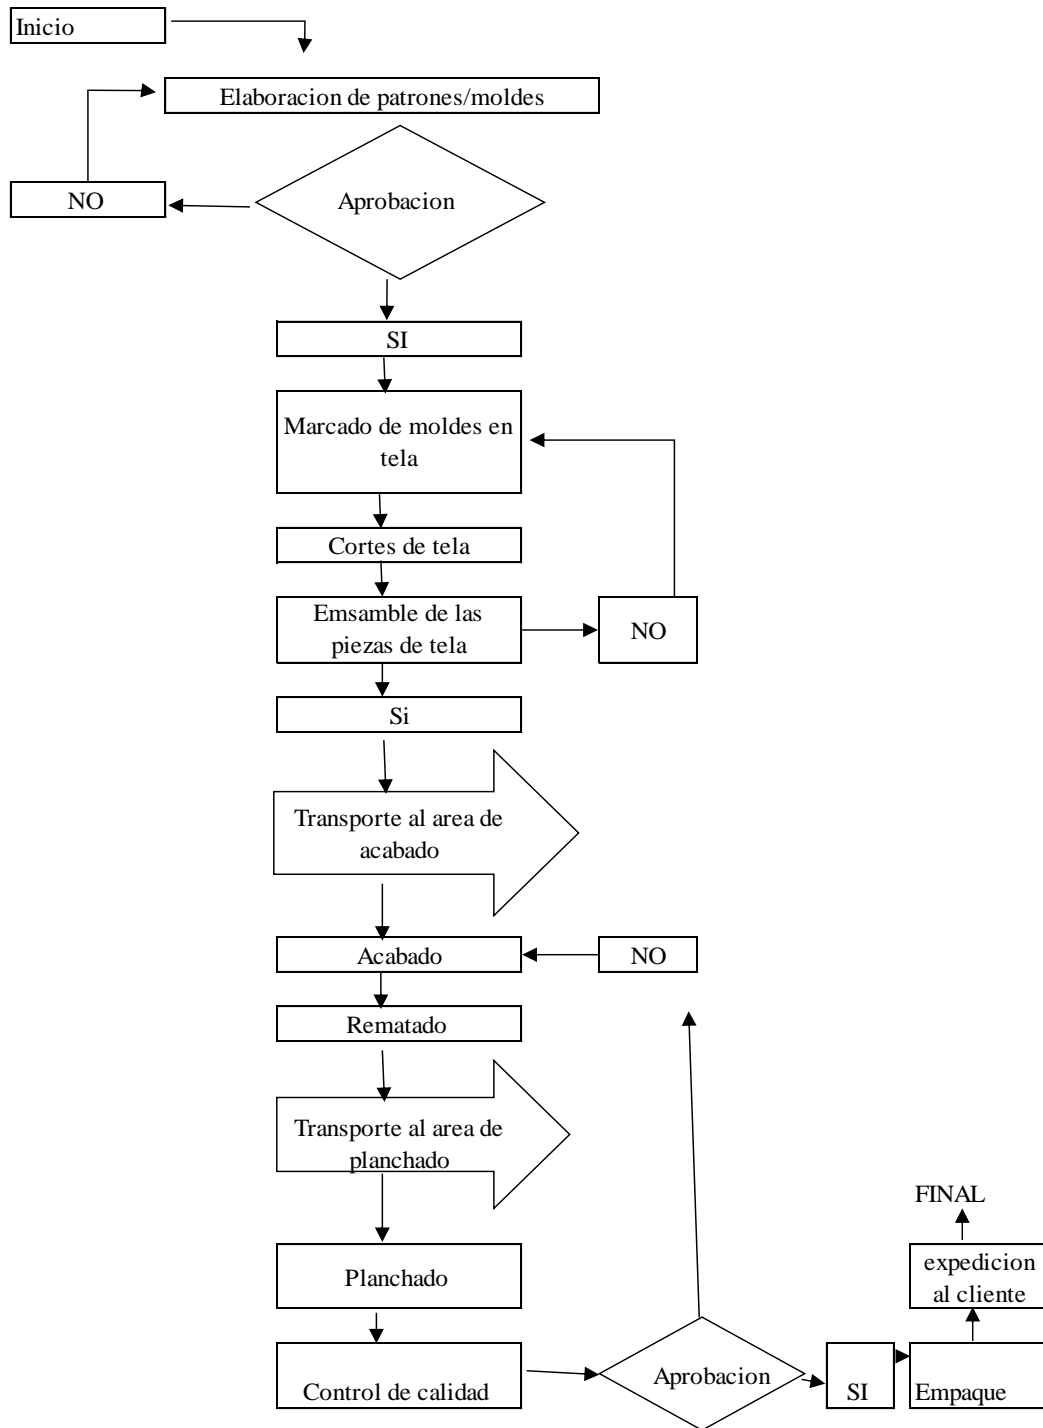 Inicio
Elaboracion de patrones/moldes
NO
Aprobacion
SI
Marcado de moldes en
tela
Cortes de tela
Emsamble de las
piezas de tela
NO
Si
Transporte al area de
acabado
Acabado
NO
Rematado
Transporte al area de
planchado
Planchado
Control de calidad
Aprobacion
SI
Empaque
expedicion
al cliente
FINAL